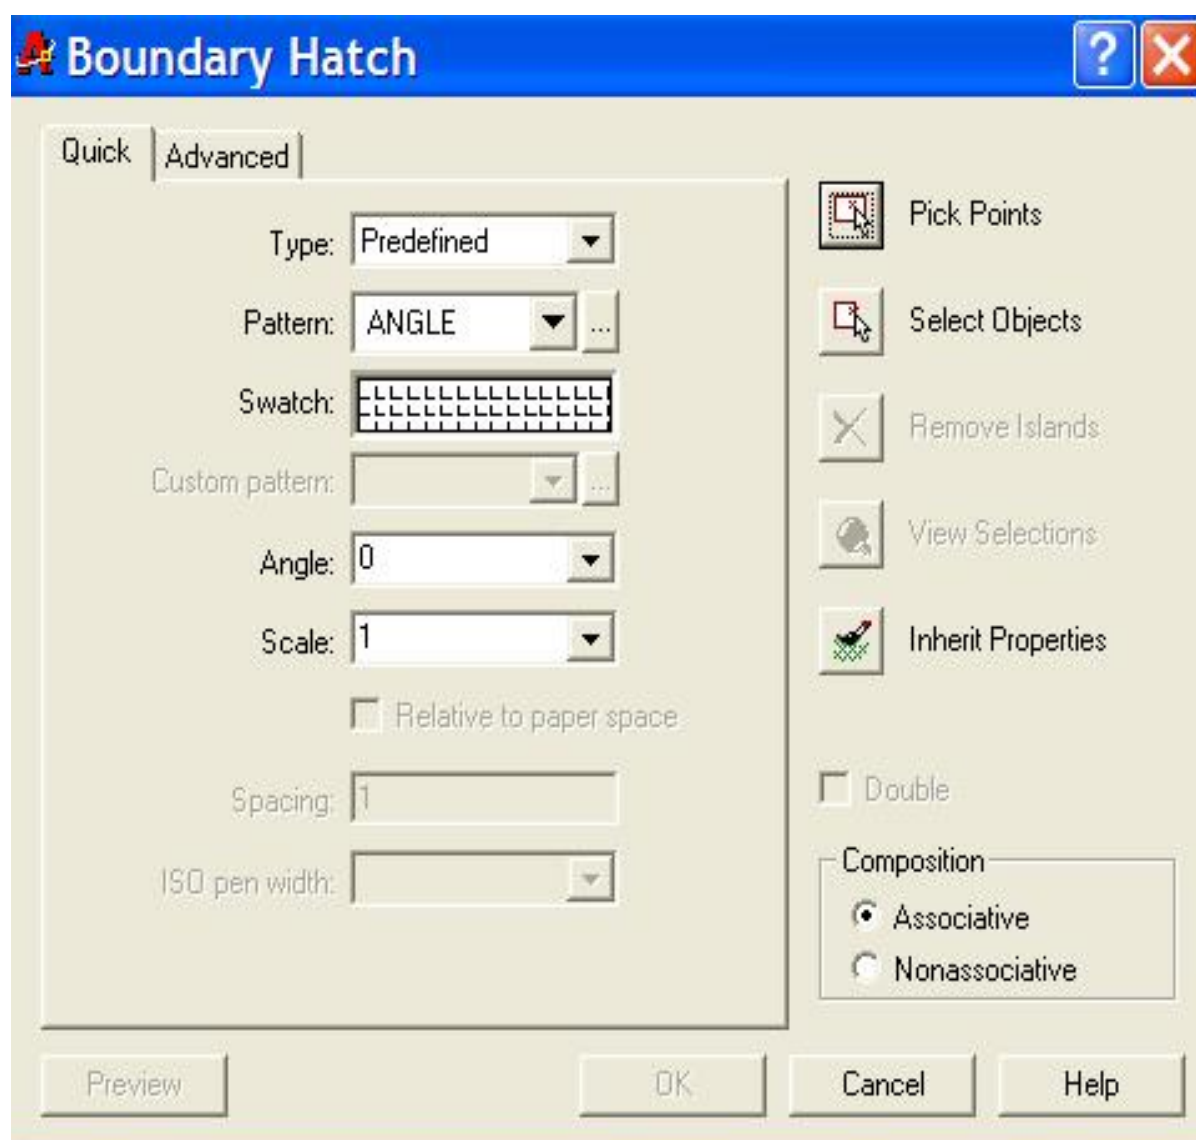 Boundary Hatch
Quick
Advanced
Type: Predefined
Pattern: ANGLE ...
Swatch:
Custom pattern: ...
Angle: 0
Scale: 1
Relative to paper space
Spacing: 1
ISO pen width:
Pick Points
Select Objects
Remove Islands
View Selections
Inherit Properties
Double
Composition
Associative
Nonassociative
Preview
OK
Cancel
Help